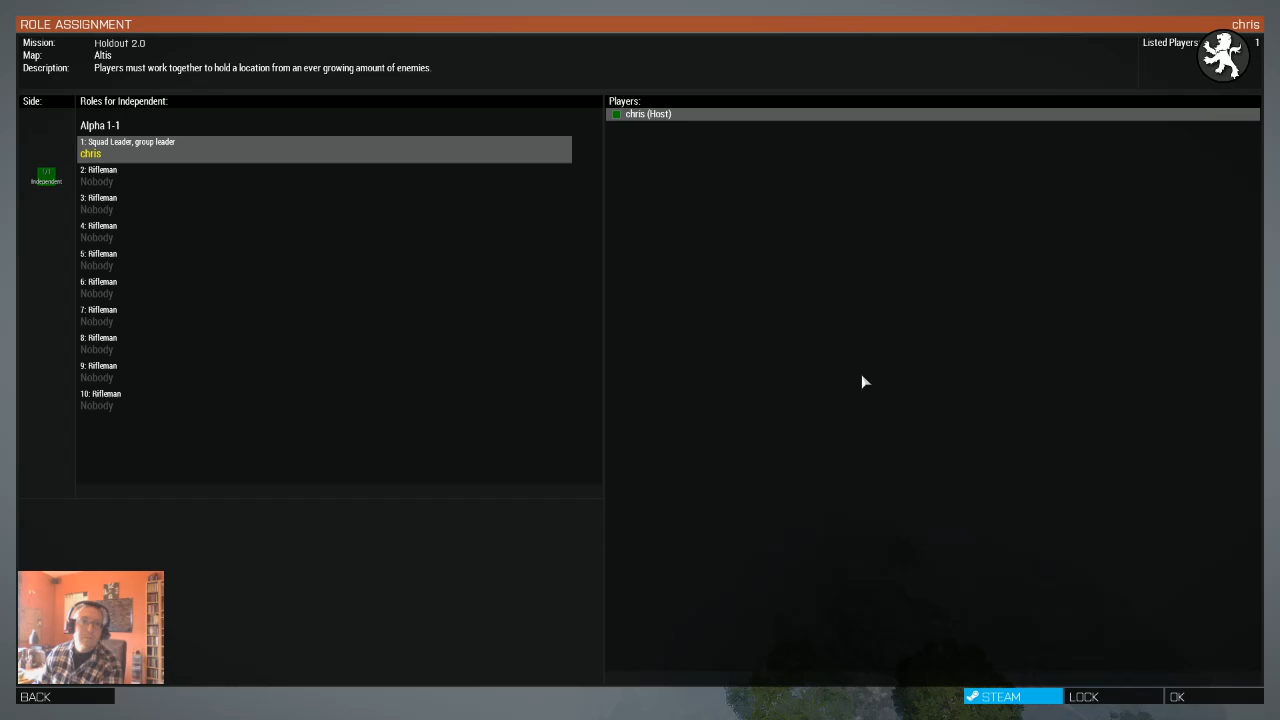 ROLE ASSIGNMENT
chris
Mission: Holdout 2.0
Map: Altis
Description: Players must work together to hold a location from an ever growing amount of enemies.
Listed Players: 1
Side:
Roles for Independent:
Players:
Alpha 1-1
chris (Host)
1: Squad Leader, group leader
chris
1/1
Independent
2: Rifleman
Nobody
3: Rifleman
Nobody
4: Rifleman
Nobody
5: Rifleman
Nobody
6: Rifleman
Nobody
7: Rifleman
Nobody
8: Rifleman
Nobody
9: Rifleman
Nobody
10: Rifleman
Nobody
BACK
STEAM
LOCK
OK